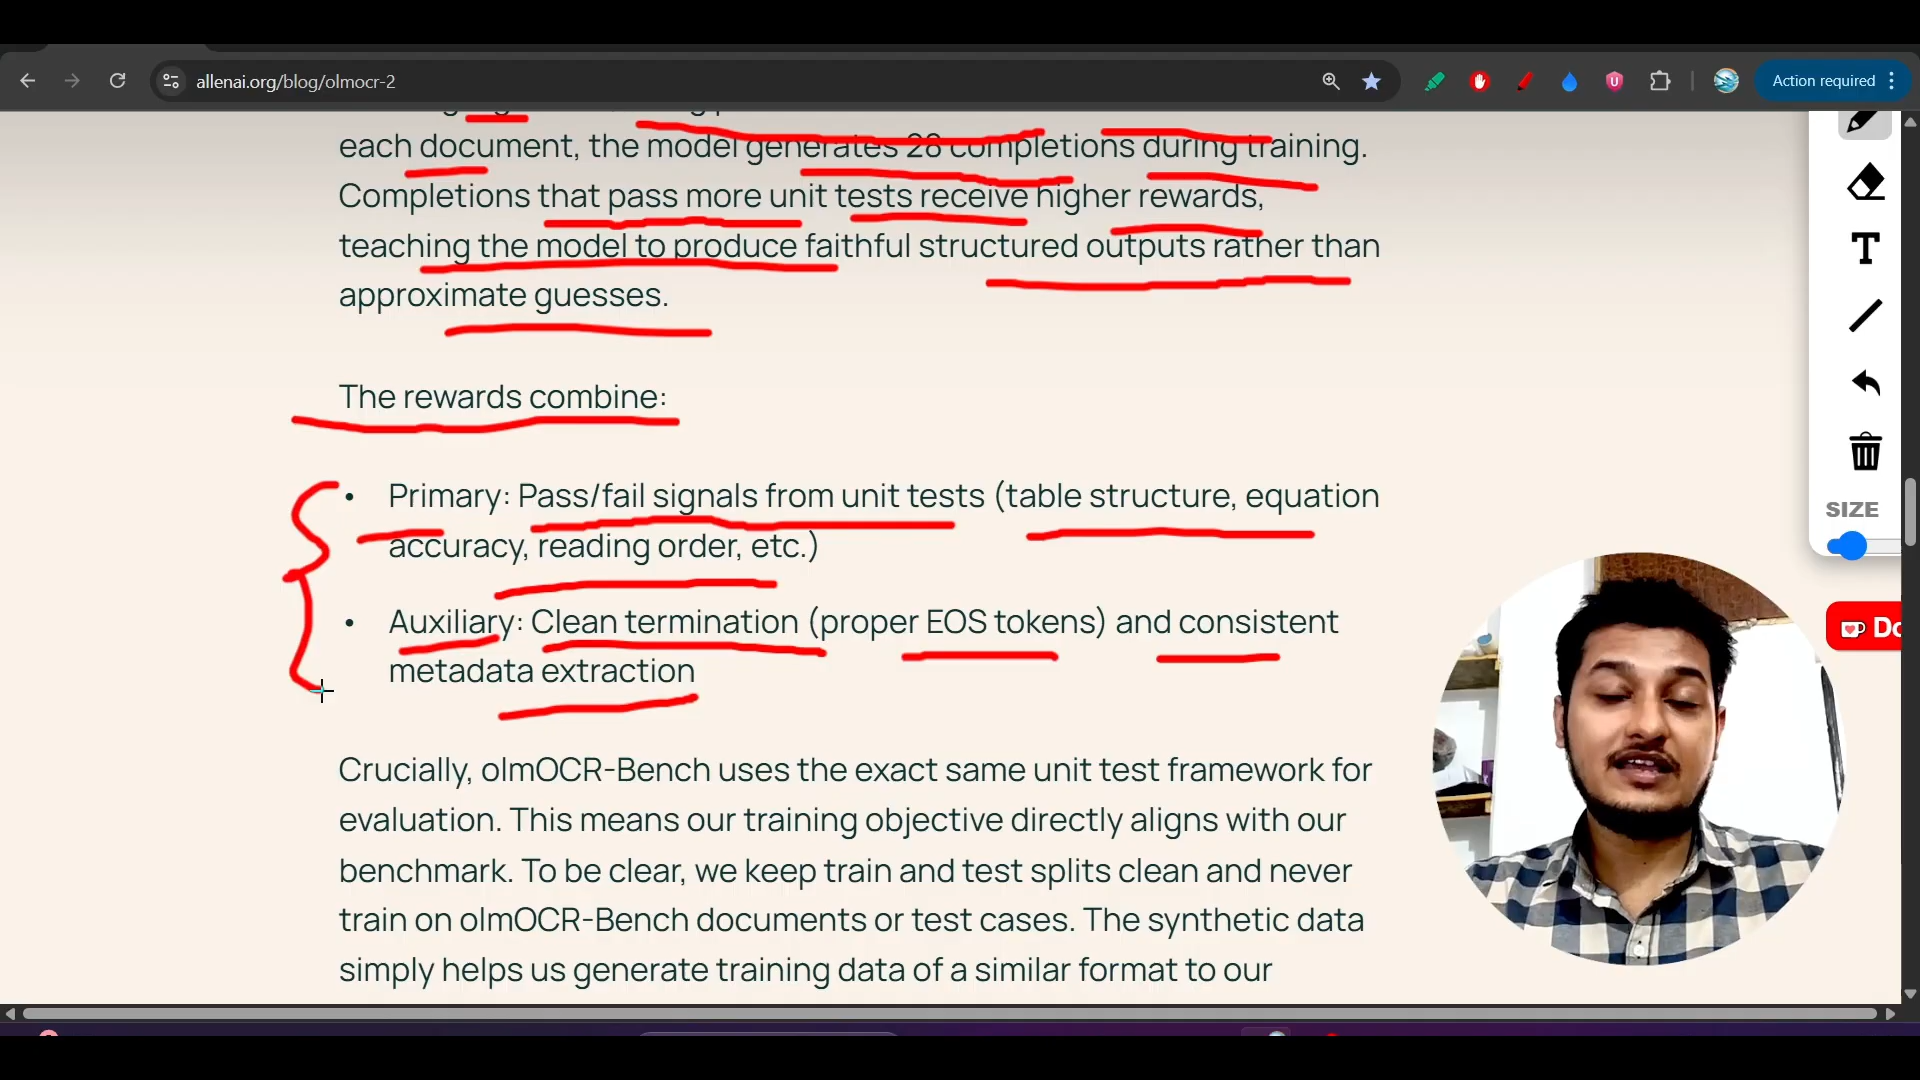 allenai.org/blog/olmocr-2
Action required
each document, the model generates 28 completions during training.
Completions that pass more unit tests receive higher rewards,
teaching the model to produce faithful structured outputs rather than
approximate guesses.
The rewards combine:
• Primary: Pass/fail signals from unit tests (table structure, equation
accuracy, reading order, etc.)
• Auxiliary: Clean termination (proper EOS tokens) and consistent
metadata extraction
Crucially, olmOCR-Bench uses the exact same unit test framework for
evaluation. This means our training objective directly aligns with our
benchmark. To be clear, we keep train and test splits clean and never
train on olmOCR-Bench documents or test cases. The synthetic data
simply helps us generate training data of a similar format to our
T
SIZE
Do